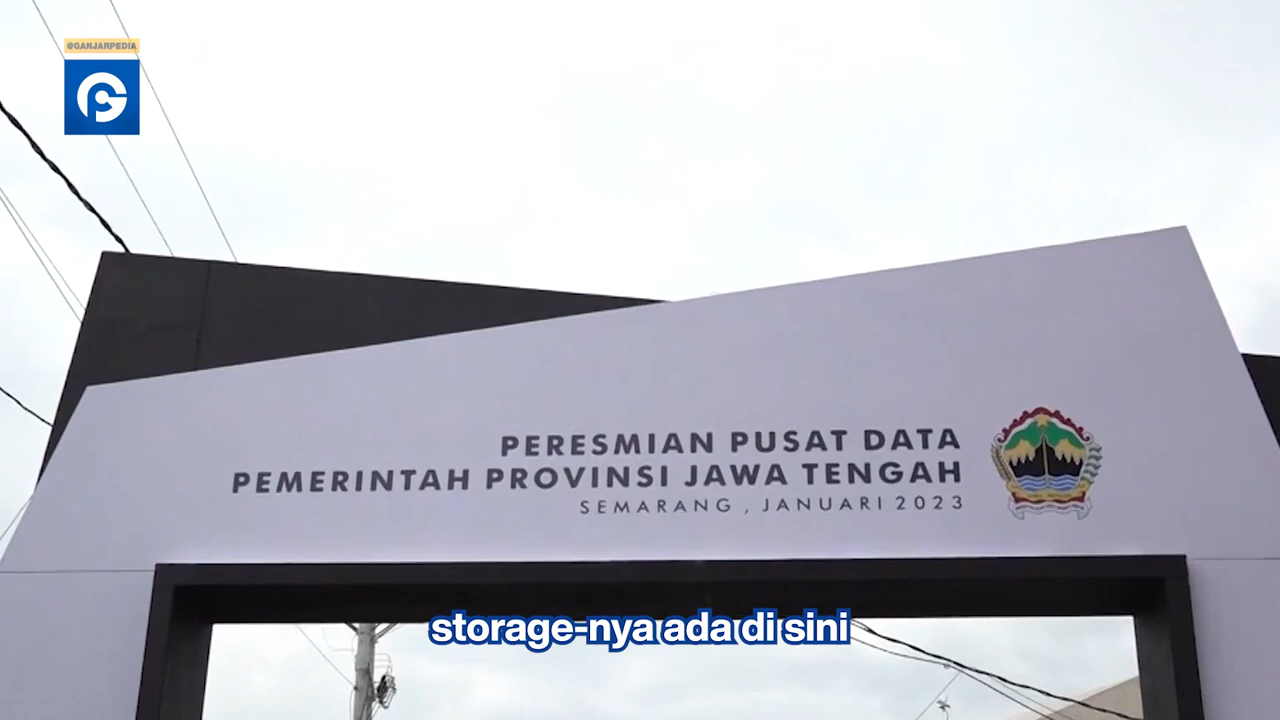 @GANJARPEDIA
PERESMIAN PUSAT DATA
PEMERINTAH PROVINSI JAWA TENGAH
SEMARANG , JANUARI 2023
storage-nya ada di sini